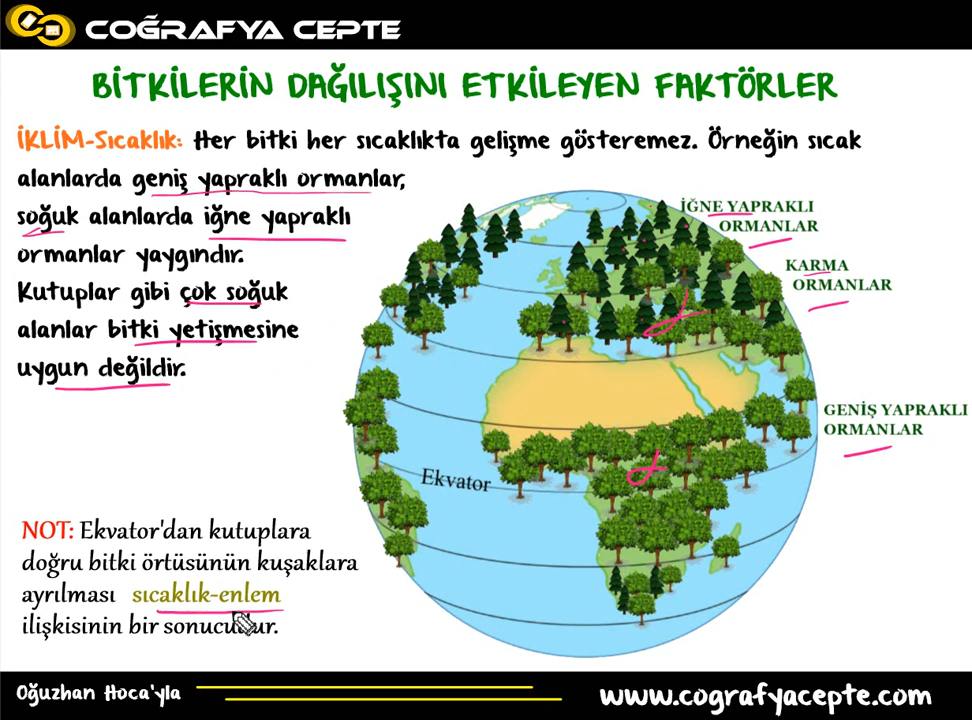 COĞRAFYA CEPTE
BİTKİLERİN DAĞILIŞINI ETKİLEYEN FAKTÖRLER
İKLİM-Sıcaklık: Her bitki her sıcaklıkta gelişme gösteremez. Örneğin sıcak
alanlarda geniş yapraklı ormanlar,
soğuk alanlarda iğne yapraklı
ormanlar yaygındır.
Kutuplar gibi çok soğuk
alanlar bitki yetişmesine
uygun değildir.
İĞNE YAPRAKLI
ORMANLAR
KARMA
ORMANLAR
GENİŞ YAPRAKLI
ORMANLAR
Ekvator
NOT: Ekvator'dan kutuplara
doğru bitki örtüsünün kuşaklara
ayrılması sıcaklık-enlem
ilişkisinin bir sonucudur.
Oğuzhan Hoca'yla
www.cografyacepte.com